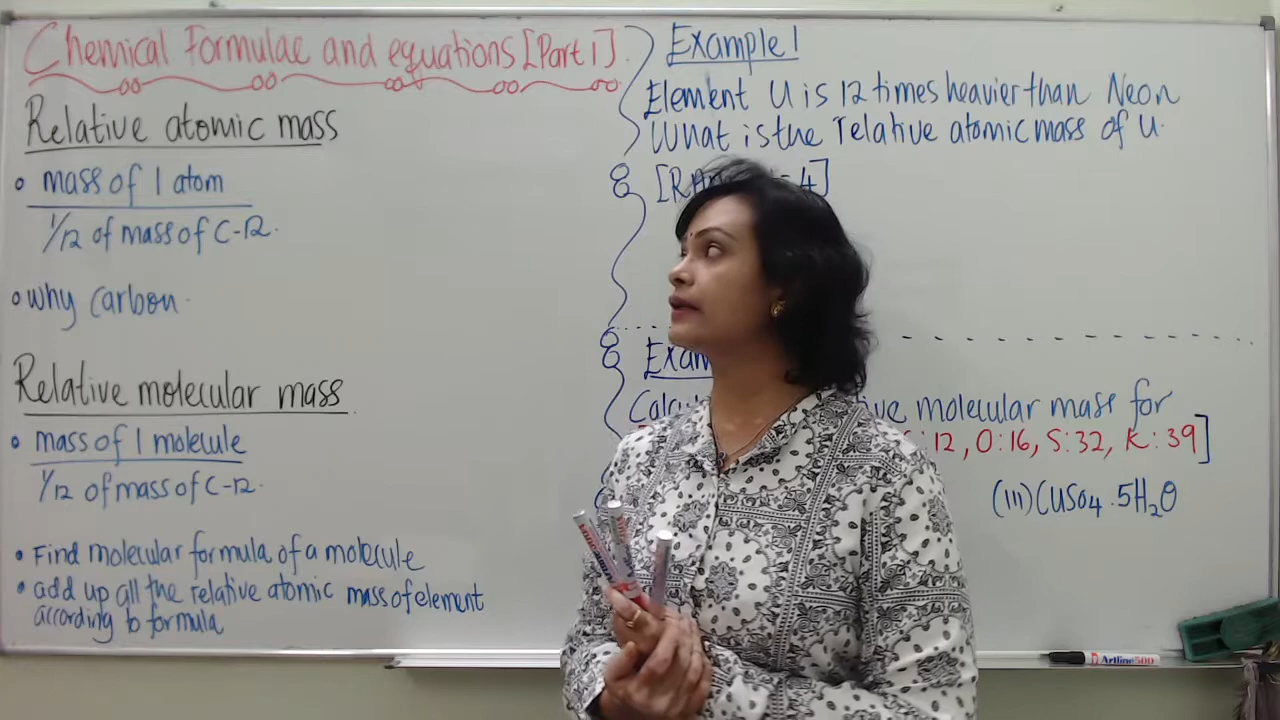 Chemical Formulae and equations [Part 1]
Relative atomic mass
mass of 1 atom
1/12 of mass of C-12.
why carbon
Relative molecular mass
mass of 1 molecule
1/12 of mass of C-12.
Find molecular formula of a molecule
add up all the relative atomic mass of element
according to formula
Example 1
Element U is 12 times heavier than Neon
What is the relative atomic mass of U.
4]
molecular mass for
:12, O:16, S:32, K:39]
(iii) CuSO4.5H2O
Artline 500